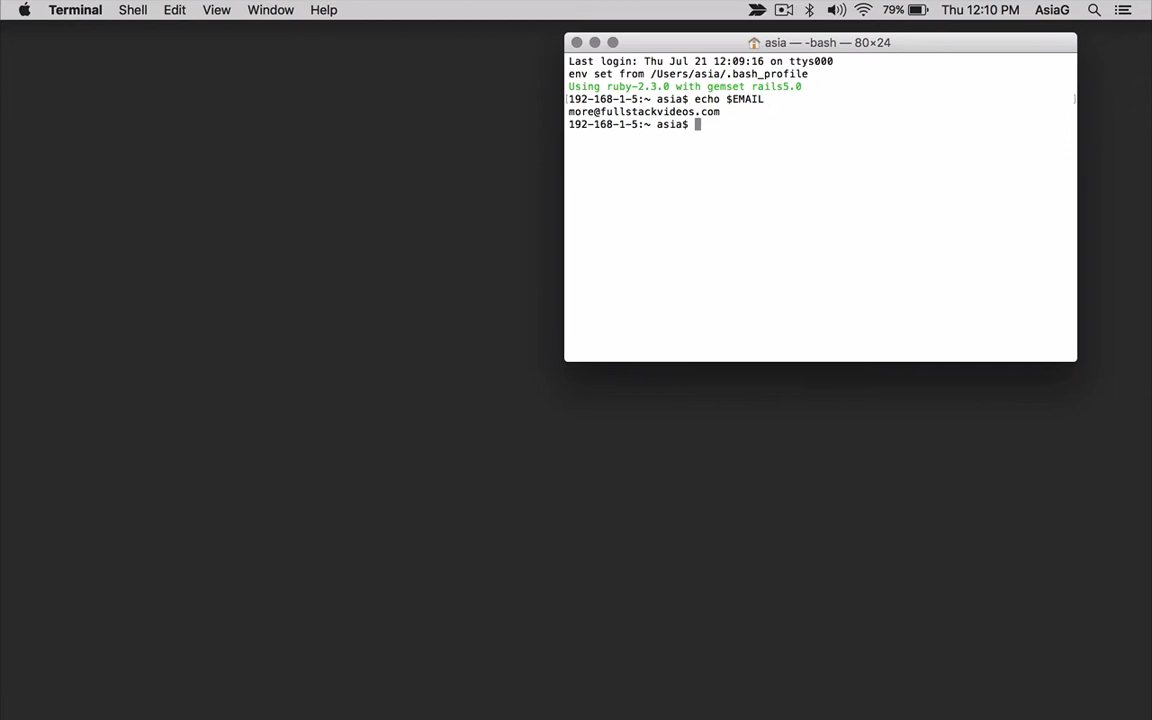 Terminal Shell Edit View Window Help 79% Thu 12:10 PM AsiaG
asia — -bash — 80×24
Last login: Thu Jul 21 12:09:16 on ttys000
env set from /Users/asia/.bash_profile
Using ruby-2.3.0 with gemset rails5.0
[192-168-1-5:~ asia$ echo $EMAIL ]
more@fullstackvideos.com
192-168-1-5:~ asia$